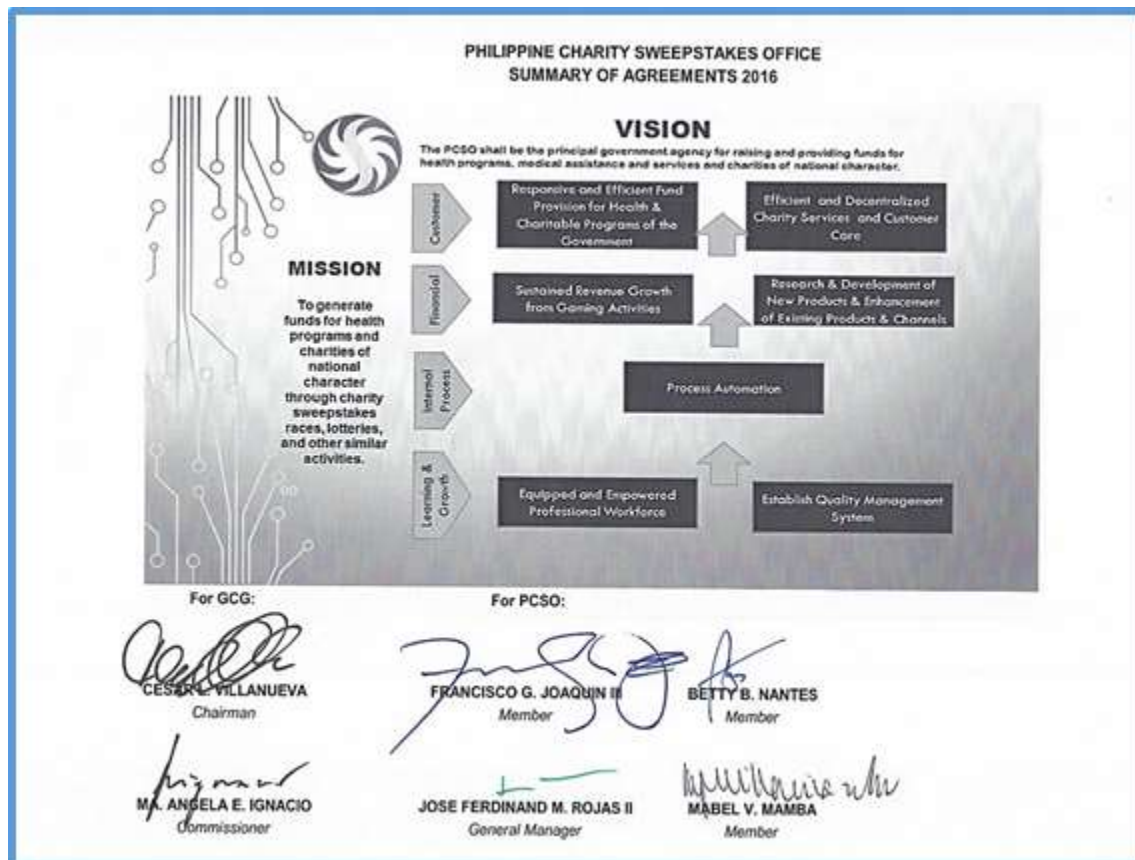 PHILIPPINE CHARITY SWEEPSTAKES OFFICE
SUMMARY OF AGREEMENTS 2016
VISION
The PCSO shall be the principal government agency for raising and providing funds for
health programs, medical assistance and services and charities of national character.
MISSION
To generate
funds for health
programs and
charities of
national
character
through charity
sweepstakes
races, lotteries,
and other similar
activities.
Customer
Responsive and Efficient Fund
Provision for Health &
Charitable Programs of the
Government
Efficient and Decentralized
Charity Services and Customer
Care
Financial
Sustained Revenue Growth
from Gaming Activities
Research & Development of
New Products & Enhancement
of Existing Products & Channels
Internal
Process
Process Automation
Learning &
Growth
Equipped and Empowered
Professional Workforce
Establish Quality Management
System
For GCG:
For PCSO:
CESAR L. VILLANUEVA
Chairman
FRANCISCO G. JOAQUIN III
Member
BETTY B. NANTES
Member
MA. ANGELA E. IGNACIO
Commissioner
JOSE FERDINAND M. ROJAS II
General Manager
MABEL V. MAMBA
Member